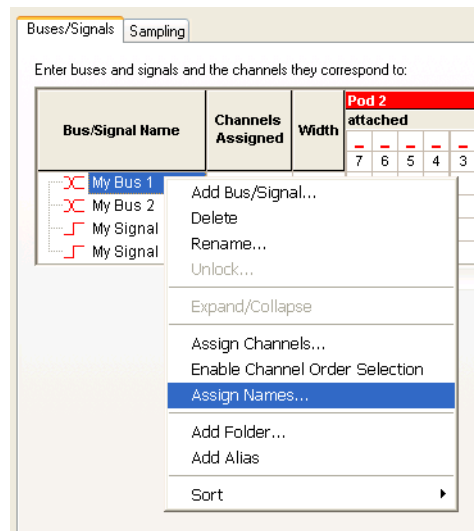 Buses/Signals Sampling
Enter buses and signals and the channels they correspond to:
Bus/Signal Name Channels Assigned Width Pod 2
attached
7 6 5 4 3
My Bus 1
My Bus 2
My Signal
My Signal
Add Bus/Signal...
Delete
Rename...
Unlock...
Expand/Collapse
Assign Channels...
Enable Channel Order Selection
Assign Names...
Add Folder...
Add Alias
Sort